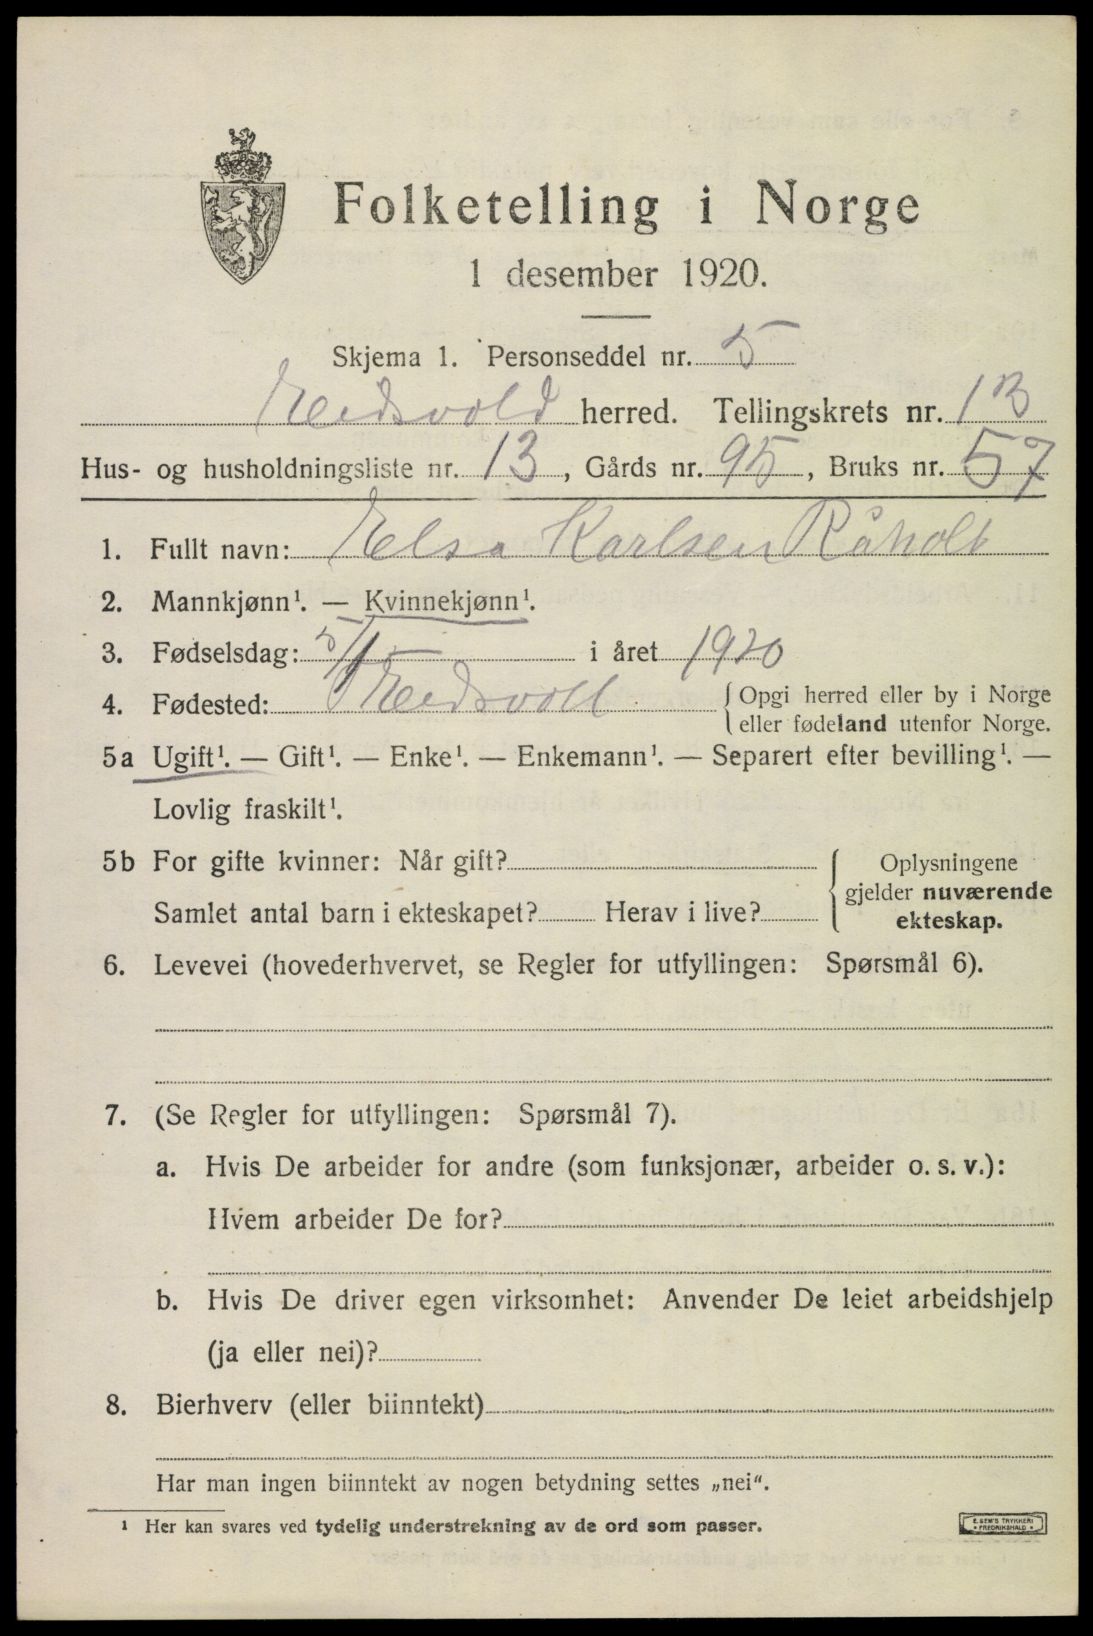 Folketelling i Norge
1 desember 1920.
Skjema 1. Personseddel nr. 5
Eidsvold herred. Tellingskrets nr. 13
Hus- og husholdningsliste nr. 13, Gårds nr. 95, Bruks nr. 57
1. Fullt navn: Elsa Karlsen Råholt
2. Mannkjønn¹. — Kvinnekjønn¹.
3. Fødselsdag: 5/1 i året 1920
4. Fødested: Eidsvoll { Opgi herred eller by i Norge
eller fødeland utenfor Norge.
5a Ugift¹. — Gift¹. — Enke¹. — Enkemann¹. — Separert efter bevilling¹. —
Lovlig fraskilt¹.
5b For gifte kvinner: Når gift?
Samlet antal barn i ekteskapet? Herav i live?
{ Oplysningene
gjelder nuværende
ekteskap.
6. Levevei (hovederhvervet, se Regler for utfyllingen: Spørsmål 6).
7. (Se Regler for utfyllingen: Spørsmål 7).
a. Hvis De arbeider for andre (som funksjonær, arbeider o. s. v.):
Hvem arbeider De for?
b. Hvis De driver egen virksomhet: Anvender De leiet arbeidshjelp
(ja eller nei)?
8. Bierhverv (eller biinntekt)
Har man ingen biinntekt av nogen betydning settes „nei“.
¹ Her kan svares ved tydelig understrekning av de ord som passer.
E. SEM'S TRYKKERI
FREDRIKSHALD